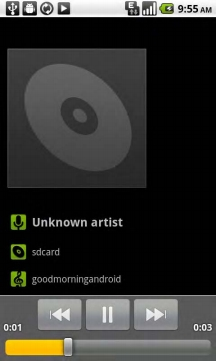 9:55 AM
Unknown artist
sdcard
goodmorningandroid
0:01
0:03